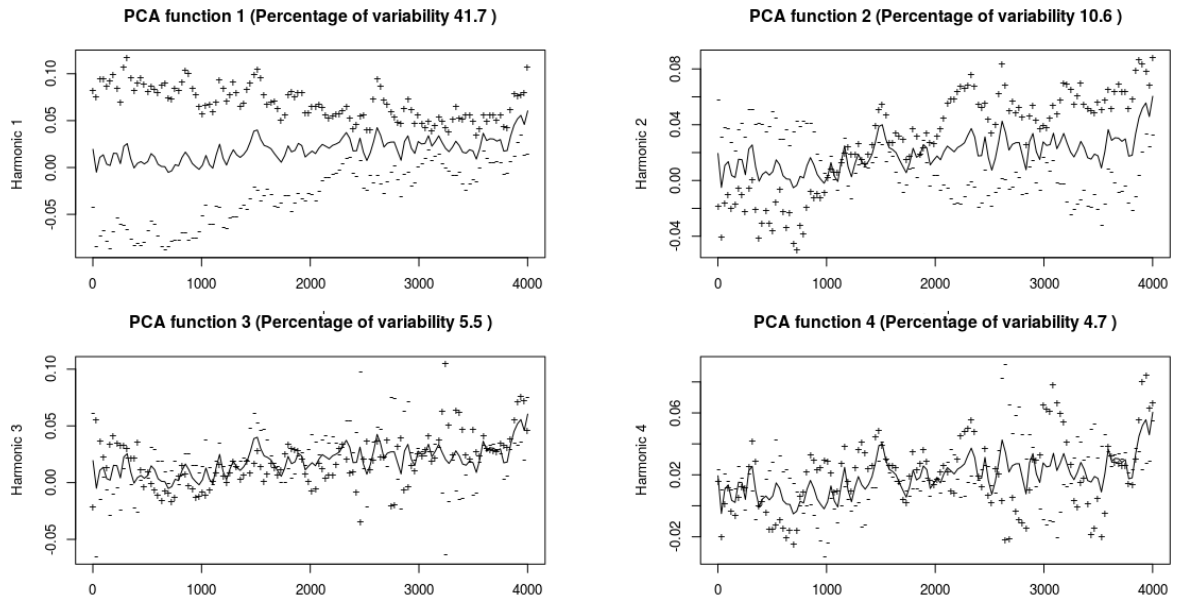 PCA function 1 (Percentage of variability 41.7 )
Harmonic 1
0.10
0.05
0.00
-0.05
0 1000 2000 3000 4000
PCA function 2 (Percentage of variability 10.6 )
Harmonic 2
0.08
0.04
0.00
-0.04
0 1000 2000 3000 4000
PCA function 3 (Percentage of variability 5.5 )
Harmonic 3
0.10
0.05
0.00
-0.05
0 1000 2000 3000 4000
PCA function 4 (Percentage of variability 4.7 )
Harmonic 4
0.06
0.02
-0.02
0 1000 2000 3000 4000